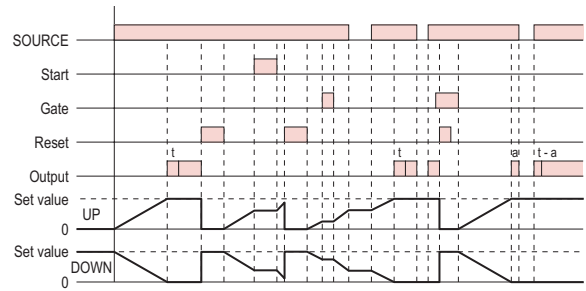 SOURCE
Start
Gate
Reset
t t a t - a
Output
Set value
UP
0
Set value
DOWN
0